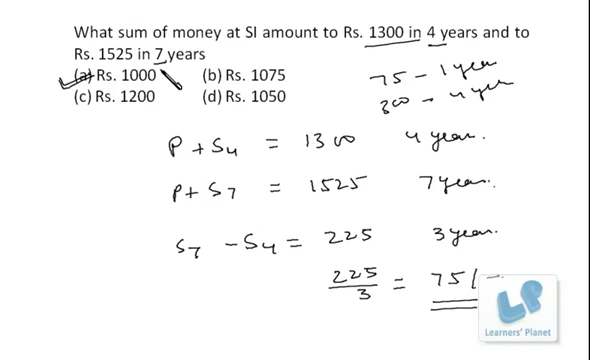 What sum of money at SI amount to Rs. 1300 in 4 years and to
Rs. 1525 in 7 years
(a) Rs. 1000 (b) Rs. 1075
(c) Rs. 1200 (d) Rs. 1050
75 - 1 year
300 → 4 year
P + S4 = 1300 4 year.
P + S7 = 1525 7 year.
S7 - S4 = 225 3 year.
225/3 = 75/-
LP
Learners' Planet